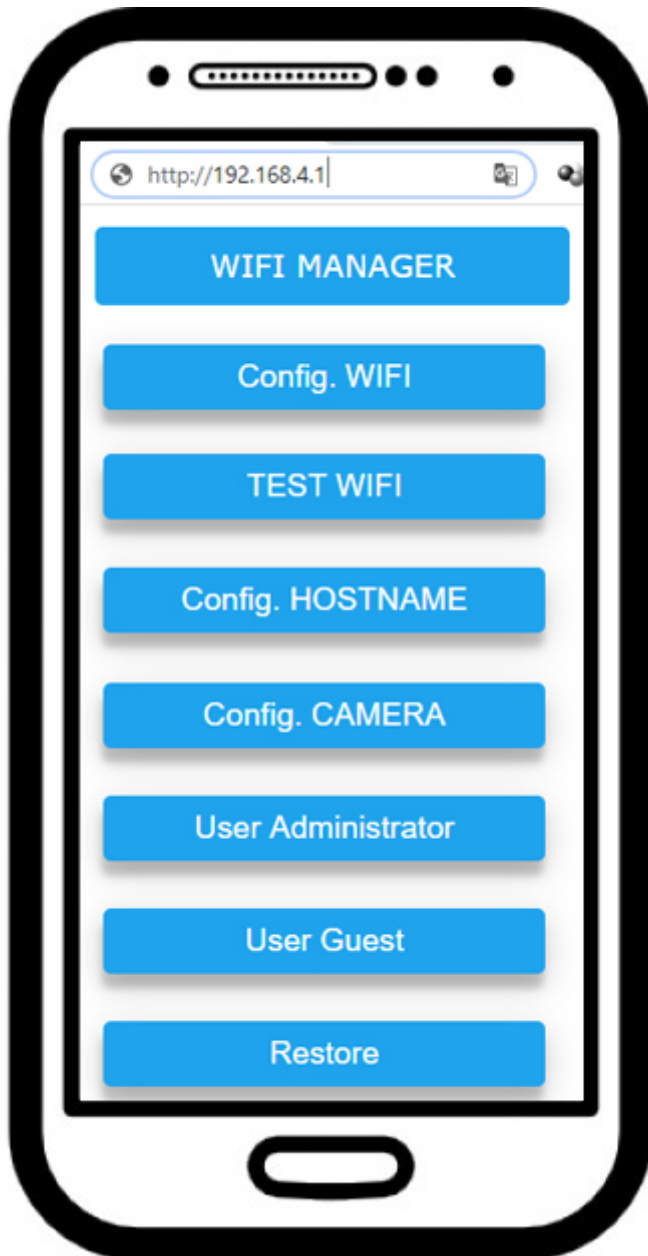 http://192.168.4.1
WIFI MANAGER
Config. WIFI
TEST WIFI
Config. HOSTNAME
Config. CAMERA
User Administrator
User Guest
Restore